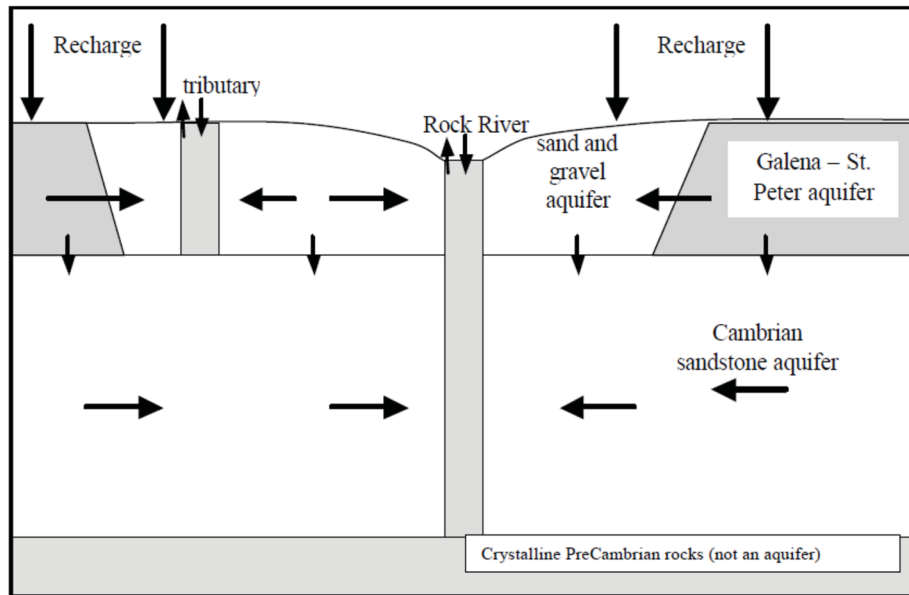 Recharge
Recharge
tributary
Rock River
sand and
gravel
aquifer
Galena – St.
Peter aquifer
Cambrian
sandstone aquifer
Crystalline PreCambrian rocks (not an aquifer)